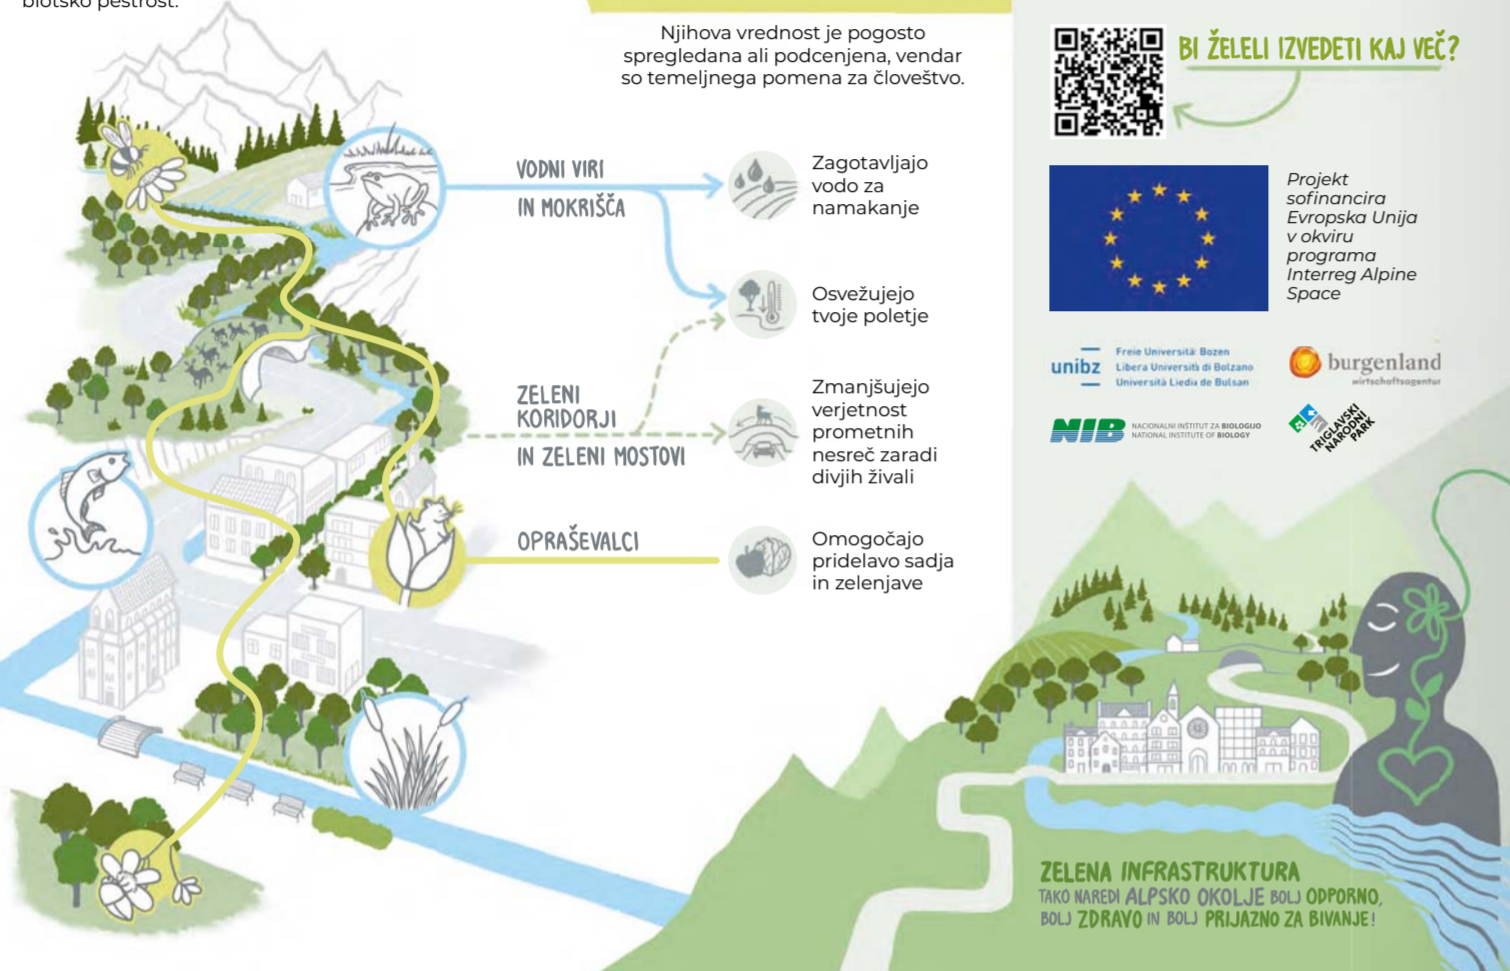 biotsko pestrost.
Njihova vrednost je pogosto
spregledana ali podcenjena, vendar
so temeljnega pomena za človeštvo.
VODNI VIRI
IN MOKRIŠČA
Zagotavljajo
vodo za
namakanje
Osvežujejo
tvoje poletje
ZELENI
KORIDORJI
IN ZELENI MOSTOVI
Zmanjšujejo
verjetnost
prometnih
nesreč zaradi
divjih živali
OPRAŠEVALCI
Omogočajo
pridelavo sadja
in zelenjave
BI ŽELELI IZVEDETI KAJ VEČ?
Projekt
sofinancira
Evropska Unija
v okviru
programa
Interreg Alpine
Space
unibz
Freie Universität Bozen
Libera Università di Bolzano
Università Liedia de Bulsan
burgenland
wirtschaftsagentur
NIB
NACIONALNI INŠTITUT ZA BIOLOGIJO
NATIONAL INSTITUTE OF BIOLOGY
TRIGLAVSKI
NARODNI
PARK
ZELENA INFRASTRUKTURA
TAKO NAREDI ALPSKO OKOLJE BOLJ ODPORNO,
BOLJ ZDRAVO IN BOLJ PRIJAZNO ZA BIVANJE!